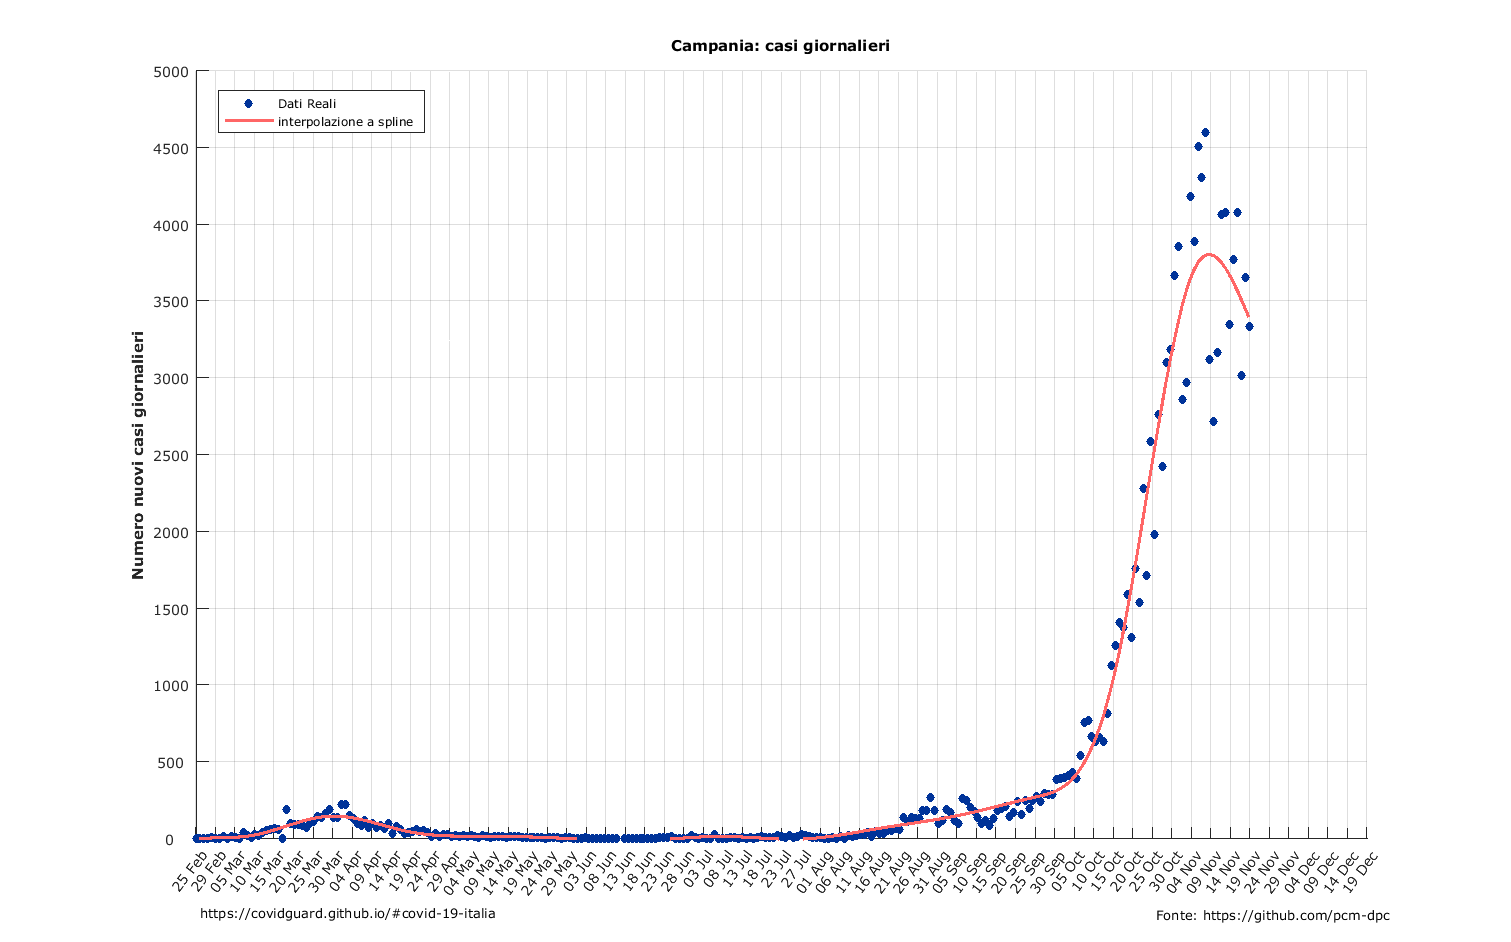 Campania: casi giornalieri
5000
4500
4000
3500
3000
2500
2000
1500
1000
500
0
Dati Reali
interpolazione a spline
Numero nuovi casi giornalieri
25 Feb
29 Feb
05 Mar
10 Mar
15 Mar
20 Mar
25 Mar
30 Mar
04 Apr
09 Apr
14 Apr
19 Apr
24 Apr
29 Apr
04 May
09 May
14 May
19 May
24 May
29 May
03 Jun
08 Jun
13 Jun
18 Jun
23 Jun
28 Jun
03 Jul
08 Jul
13 Jul
18 Jul
23 Jul
27 Jul
01 Aug
06 Aug
11 Aug
16 Aug
21 Aug
26 Aug
31 Aug
05 Sep
10 Sep
15 Sep
20 Sep
25 Sep
30 Sep
05 Oct
10 Oct
15 Oct
20 Oct
25 Oct
30 Oct
04 Nov
09 Nov
14 Nov
19 Nov
24 Nov
29 Nov
04 Dec
09 Dec
14 Dec
19 Dec
https://covidguard.github.io/#covid-19-italia
Fonte: https://github.com/pcm-dpc